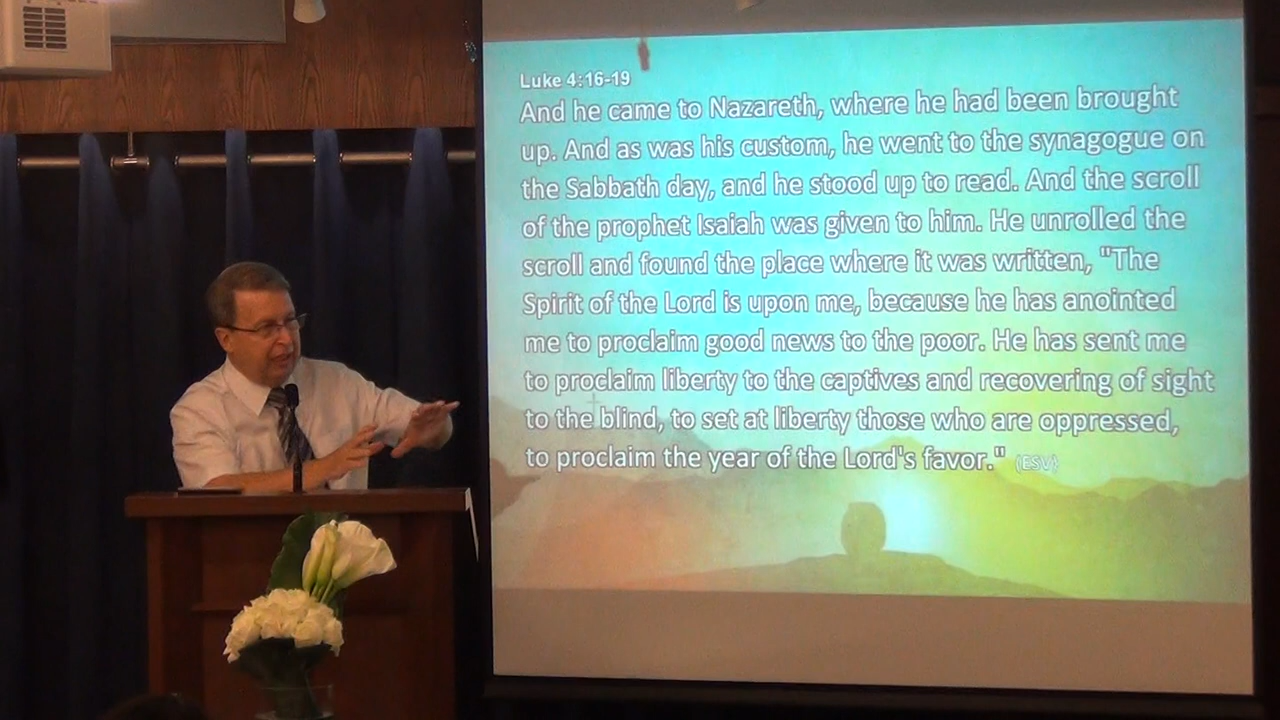 Luke 4:16-19
And he came to Nazareth, where he had been brought
up. And as was his custom, he went to the synagogue on
the Sabbath day, and he stood up to read. And the scroll
of the prophet Isaiah was given to him. He unrolled the
scroll and found the place where it was written, "The
Spirit of the Lord is upon me, because he has anointed
me to proclaim good news to the poor. He has sent me
to proclaim liberty to the captives and recovering of sight
to the blind, to set at liberty those who are oppressed,
to proclaim the year of the Lord's favor." (ESV)